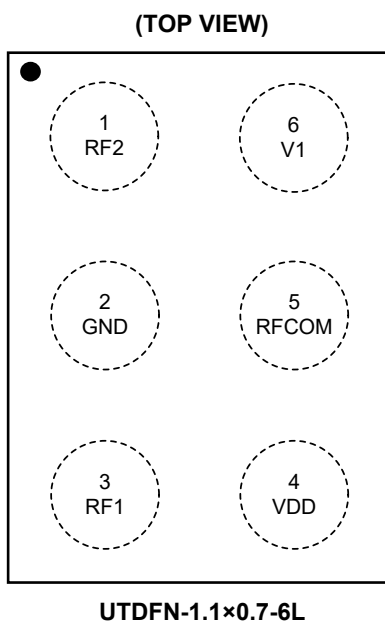 (TOP VIEW)
1
RF2
6
V1
2
GND
5
RFCOM
3
RF1
4
VDD
UTDFN-1.1×0.7-6L